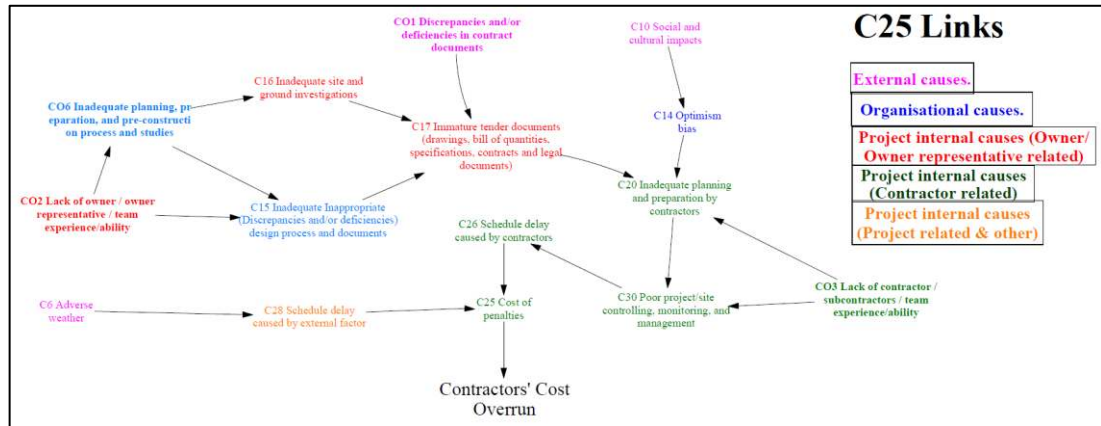 CO1 Discrepancies and/or
deficiencies in contract
documents
C10 Social and
cultural impacts
C25 Links
External causes.
Organisational causes.
Project internal causes (Owner/
Owner representative related)
Project internal causes
(Contractor related)
Project internal causes
(Project related & other)
C16 Inadequate site and
ground investigations
CO6 Inadequate planning, pr
eparation, and pre-constructi
on process and studies
C17 Immature tender documents
(drawings, bill of quantities,
specifications, contracts and legal
documents)
C14 Optimism
bias
C20 Inadequate planning
and preparation by
contractors
CO2 Lack of owner / owner
representative / team
experience/ability
C15 Inadequate Inappropriate
(Discrepancies and/or deficiencies)
design process and documents
C26 Schedule delay
caused by contractors
C6 Adverse
weather
C28 Schedule delay
caused by external factor
C25 Cost of
penalties
C30 Poor project/site
controlling, monitoring, and
management
CO3 Lack of contractor /
subcontractors / team
experience/ability
Contractors' Cost
Overrun